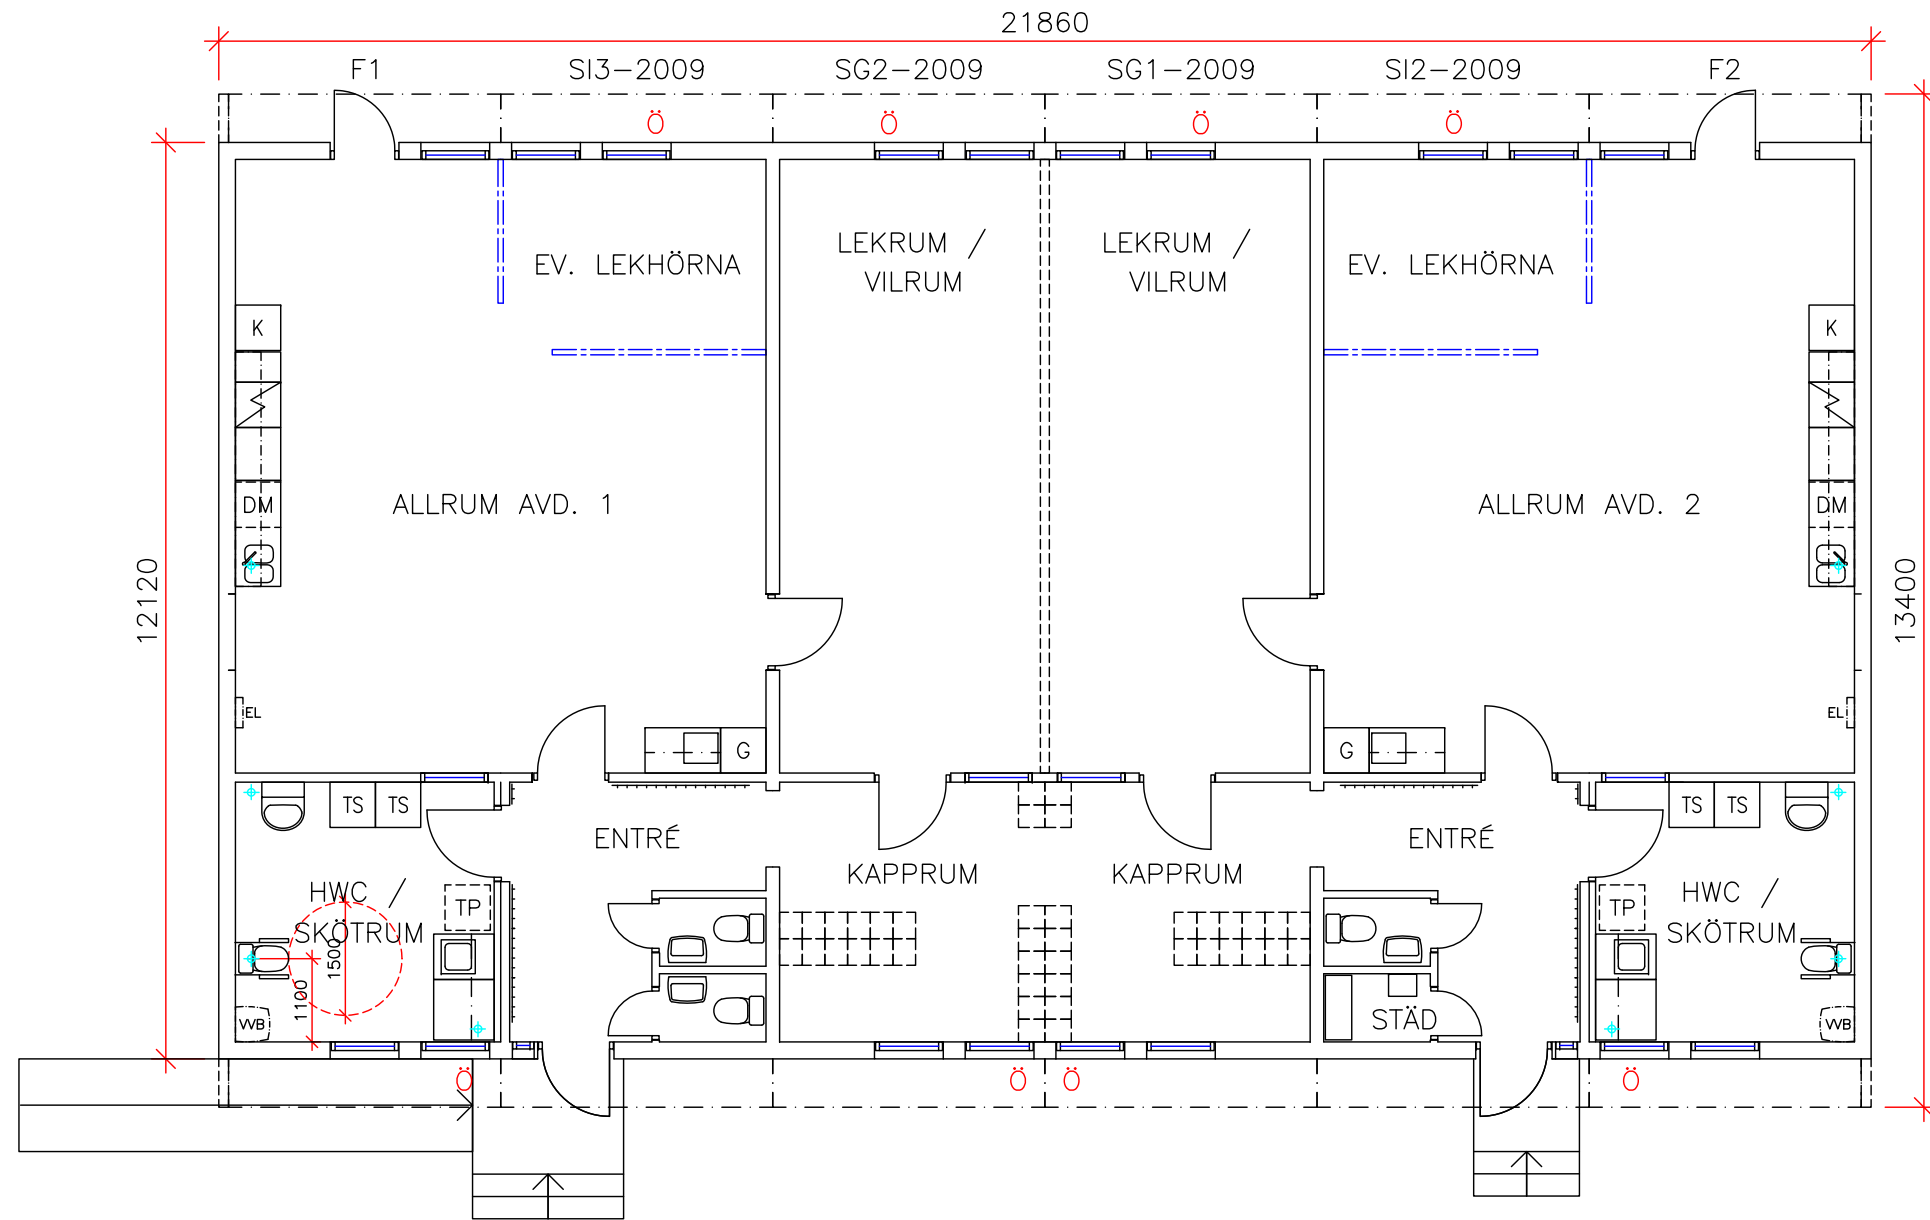 21860
F1 SI3-2009 SG2-2009 SG1-2009 SI2-2009 F2
Ö Ö Ö Ö
LEKRUM / LEKRUM /
EV. LEKHÖRNA VILRUM VILRUM EV. LEKHÖRNA
K K
DM ALLRUM AVD. 1 ALLRUM AVD. 2 DM
12120 13400
EL EL
G G
TS TS TS TS
ENTRÉ ENTRÉ
KAPPRUM KAPPRUM
HWC / HWC /
TP TP
SKÖTRUM SKÖTRUM
1500
1100
VVB STÄD VVB
Ö Ö Ö Ö